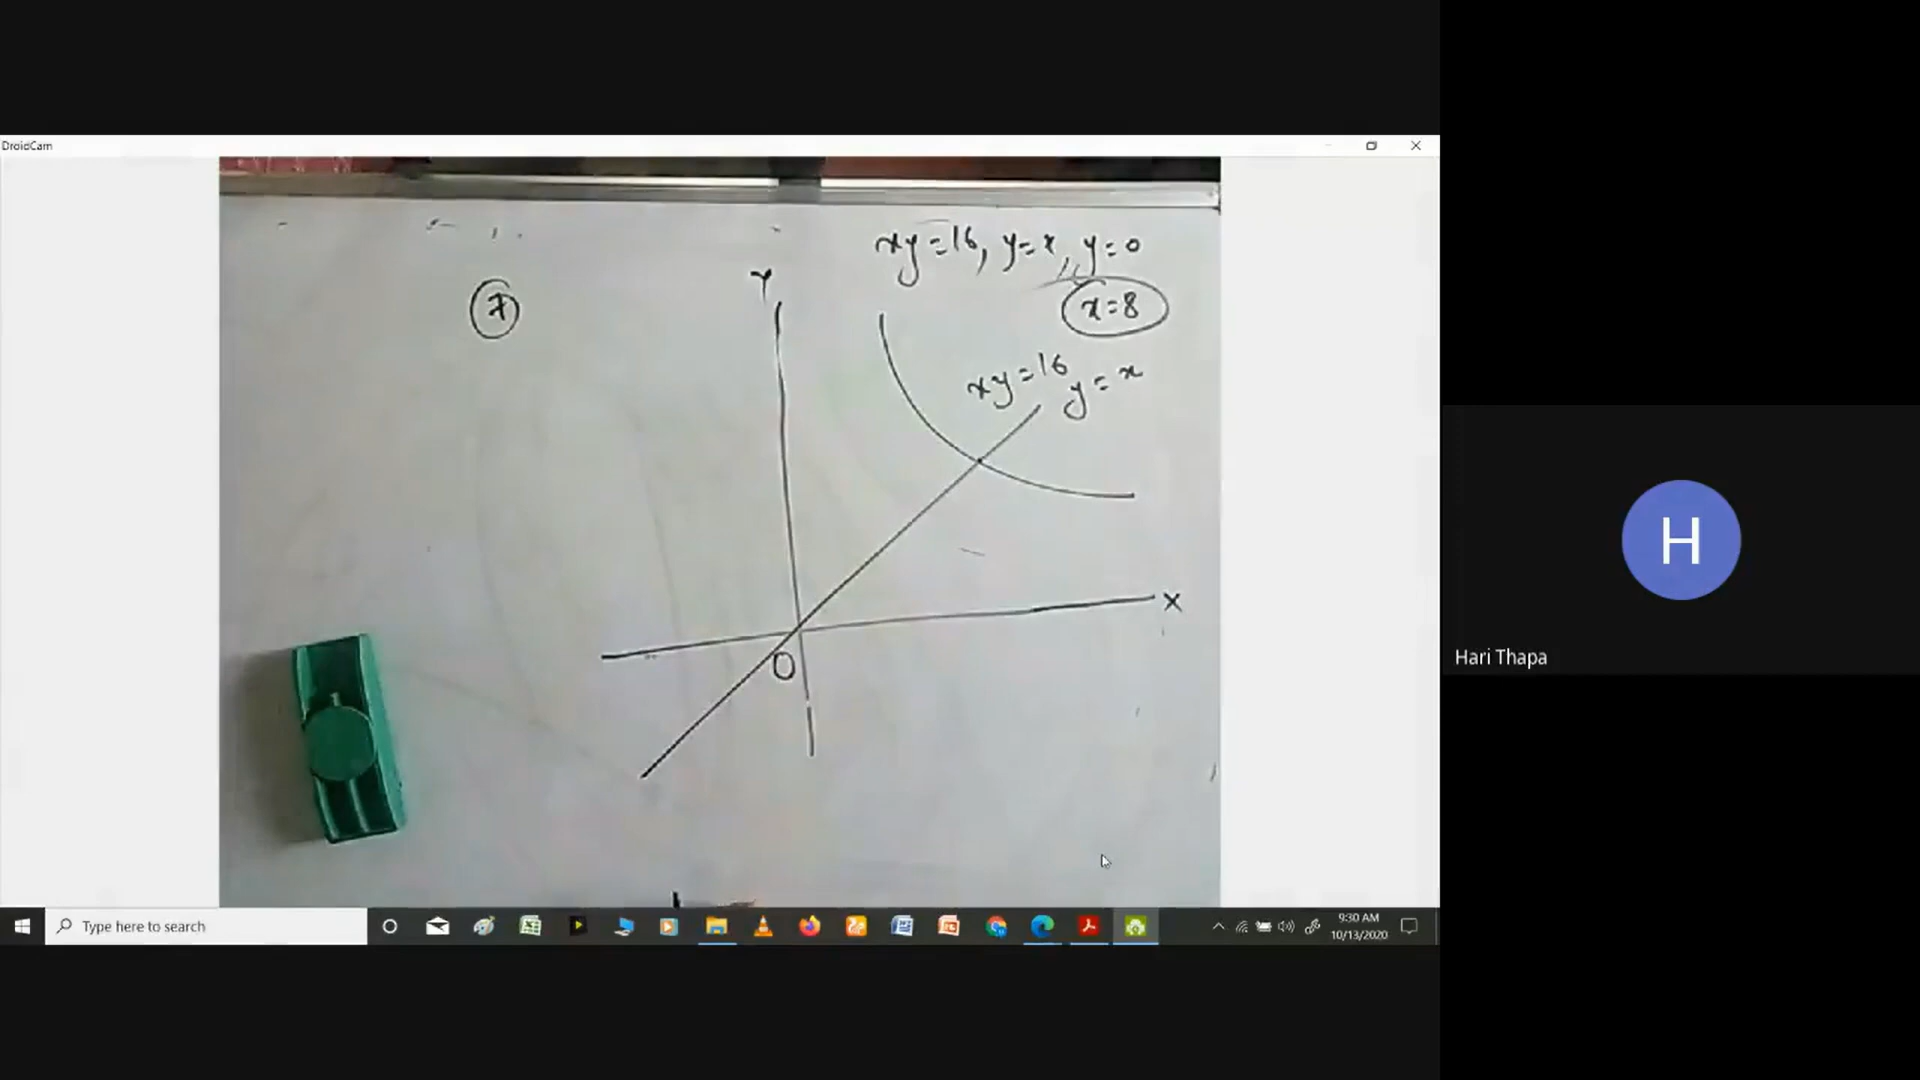 DroidCam
xy=16, y=x, y=0
x=8
7
Y
xy=16
y=x
X
O
H
Hari Thapa
Type here to search
9:30 AM
10/13/2020